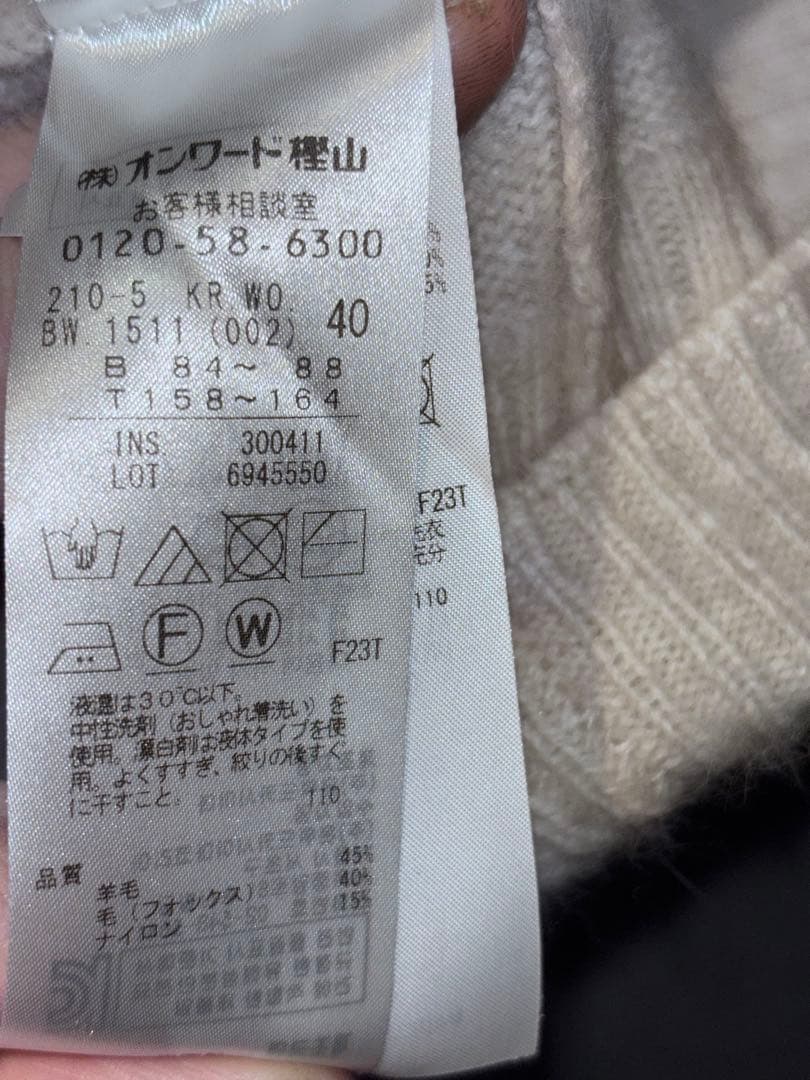 (株)オンワード樫山
お客様相談室
0120-58-6300
210-5 KR WO.
BW.1511 (002) 40
B 84～ 88
T 158～164
INS 300411
LOT 6945550
F
W
F23T
液温は30℃以下。
中性洗剤（おしゃれ着洗い）を
使用。漂白剤は液体タイプを使
用。よくすすぎ、絞りの後すぐ
に干すこと。 110
品質
羊毛 45%
毛（フォックス） 40%
ナイロン 15%
5%
F23T
110